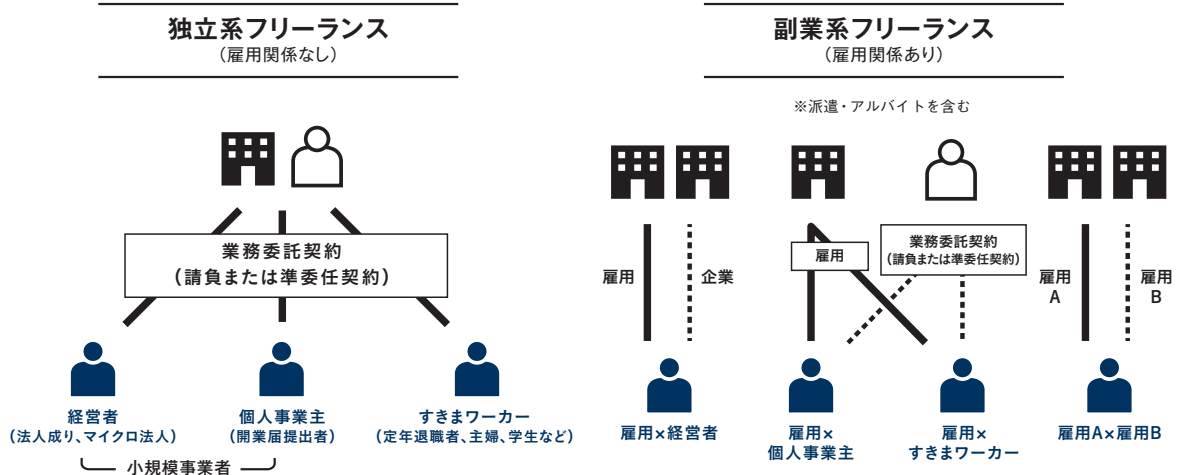 独立系フリーランス
(雇用関係なし)
業務委託契約
(請負または準委任契約)
経営者
(法人成り、マイクロ法人)
個人事業主
(開業届提出者)
すきまワーカー
(定年退職者、主婦、学生など)
小規模事業者
副業系フリーランス
(雇用関係あり)
※派遣・アルバイトを含む
雇用
企業
雇用
業務委託契約
(請負または準委任契約)
雇用
A
雇用
B
雇用×経営者
雇用×
個人事業主
雇用×
すきまワーカー
雇用A×雇用B